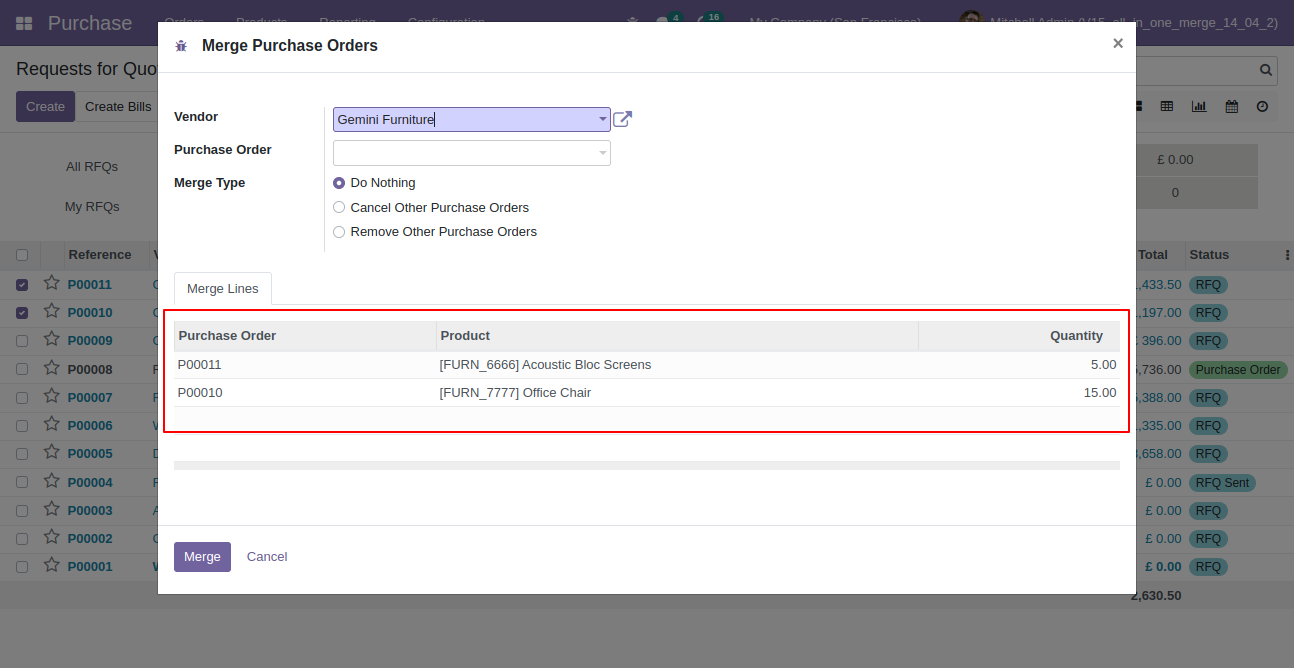 Purchase Orders Products Reporting Configuration 4 16 My Company (San Francisco) Mitchell Admin (V15_all_in_one_merge_14_04_2)
Merge Purchase Orders ×
Requests for Quo
Create Create Bills
Vendor Gemini Furniture
Purchase Order
Merge Type Do Nothing
Cancel Other Purchase Orders
Remove Other Purchase Orders
All RFQs £ 0.00
My RFQs 0
Reference Total Status
Merge Lines
Purchase Order Product Quantity
P00011 [FURN_6666] Acoustic Bloc Screens 5.00
P00010 [FURN_7777] Office Chair 15.00
P00011 ,433.50 RFQ
P00010 ,197.00 RFQ
P00009 396.00 RFQ
P00008 ,736.00 Purchase Order
P00007 ,388.00 RFQ
P00006 ,335.00 RFQ
P00005 ,658.00 RFQ
P00004 £ 0.00 RFQ Sent
P00003 £ 0.00 RFQ
P00002 £ 0.00 RFQ
P00001 £ 0.00 RFQ
2,630.50
Merge Cancel